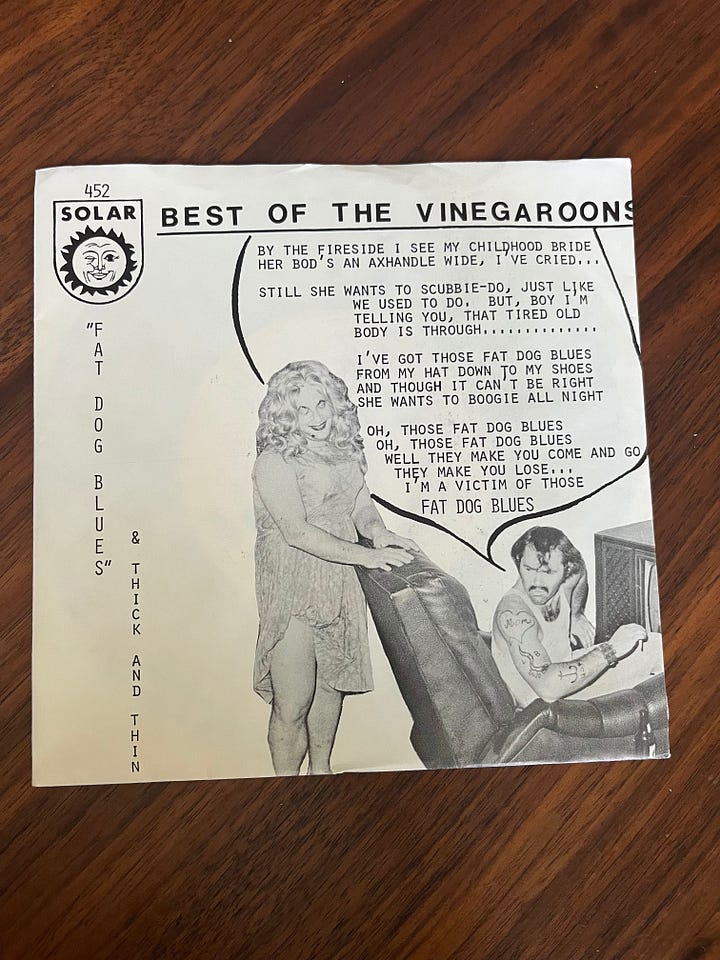 452
SOLAR
BEST OF THE VINEGAROONS
BY THE FIRESIDE I SEE MY CHILDHOOD BRIDE
HER BOD'S AN AXHANDLE WIDE, I'VE CRIED...
STILL SHE WANTS TO SCUBBIE-DO, JUST LIKE
WE USED TO DO. BUT, BOY I'M
TELLING YOU, THAT TIRED OLD
BODY IS THROUGH..............
I'VE GOT THOSE FAT DOG BLUES
FROM MY HAT DOWN TO MY SHOES
AND THOUGH IT CAN'T BE RIGHT
SHE WANTS TO BOOGIE ALL NIGHT
OH, THOSE FAT DOG BLUES
OH, THOSE FAT DOG BLUES
WELL THEY MAKE YOU COME AND GO
THEY MAKE YOU LOSE...
I'M A VICTIM OF THOSE
FAT DOG BLUES
"FAT DOG BLUES"
& THICK AND THIN
Mom